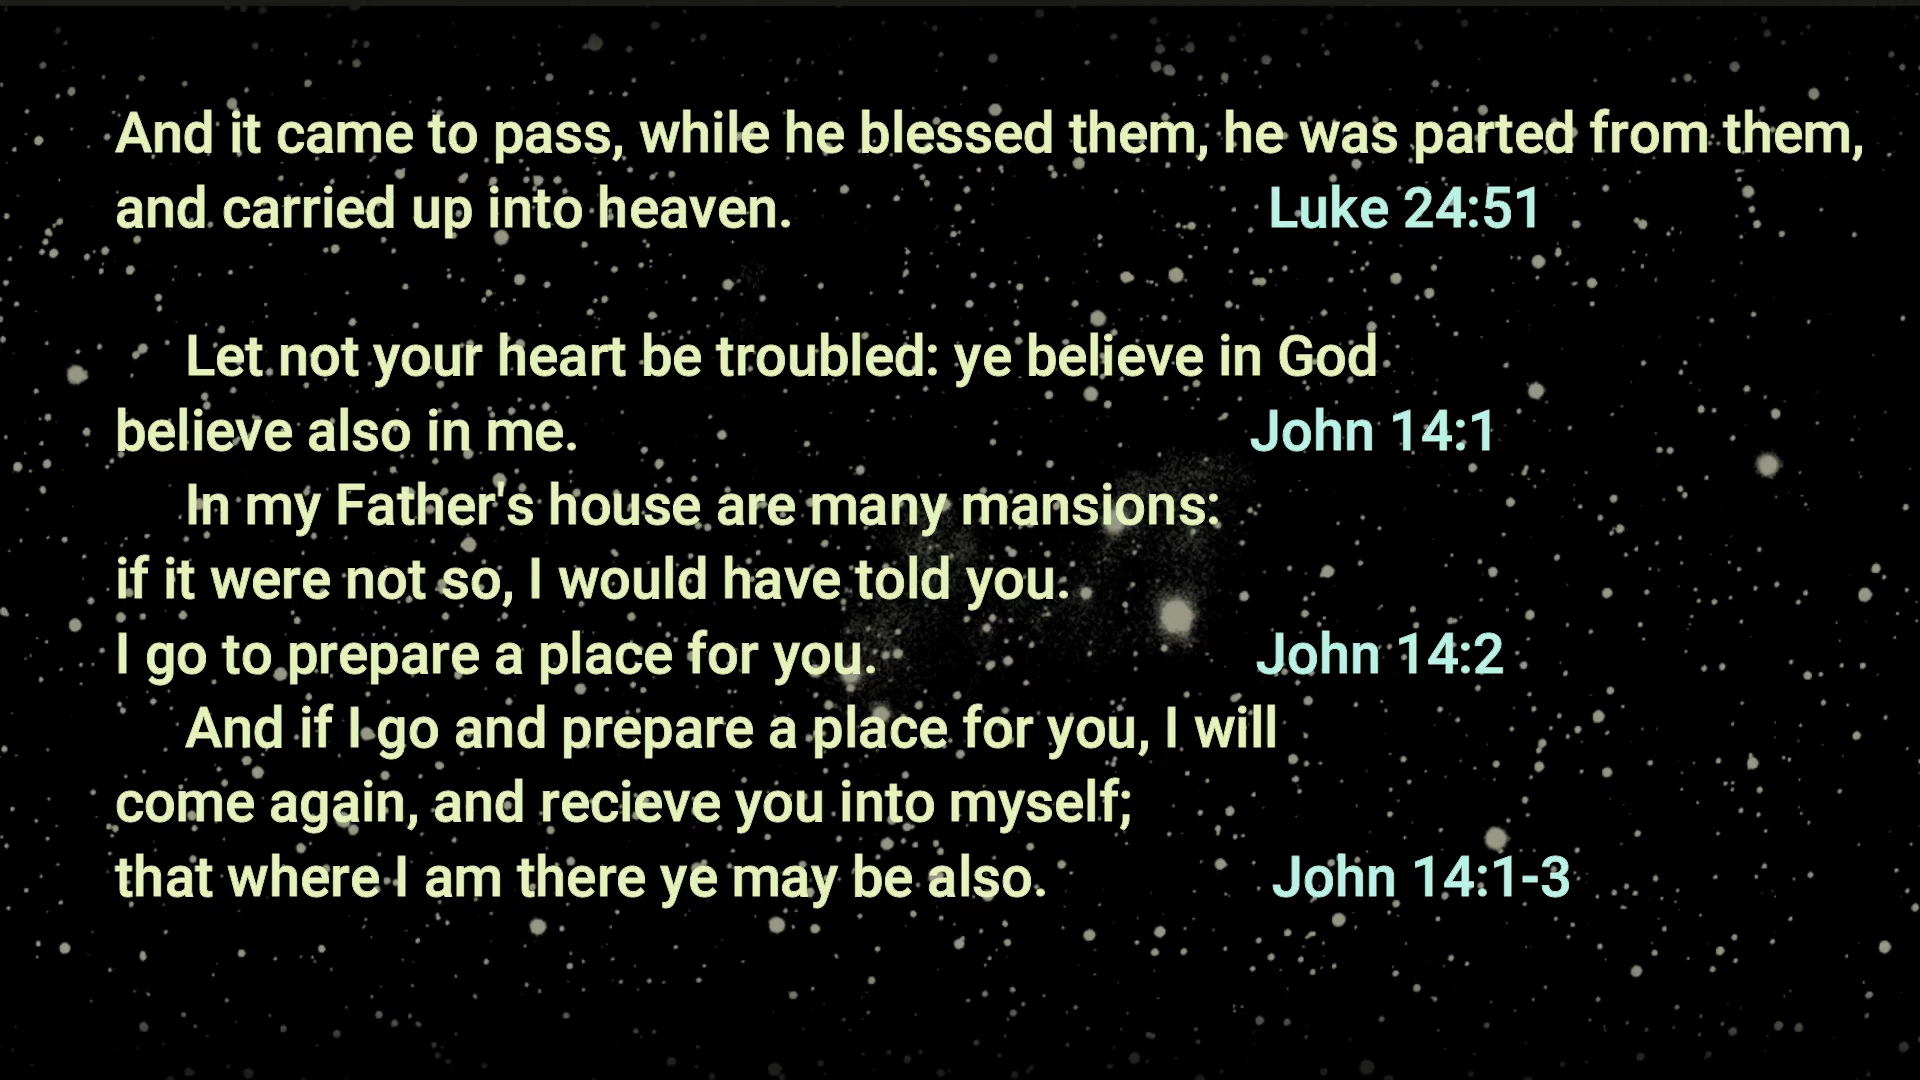 And it came to pass, while he blessed them, he was parted from them,
and carried up into heaven. Luke 24:51
Let not your heart be troubled: ye believe in God
believe also in me. John 14:1
In my Father's house are many mansions:
if it were not so, I would have told you.
I go to prepare a place for you. John 14:2
And if I go and prepare a place for you, I will
come again, and recieve you into myself;
that where I am there ye may be also. John 14:1-3